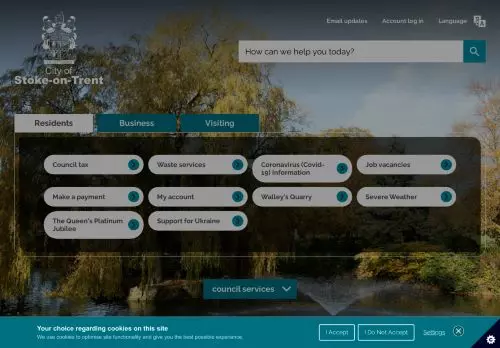 Email updates
Account log in
Language
City of
Stoke-on-Trent
How can we help you today?
Residents
Business
Visiting
Council tax
Waste services
Coronavirus (Covid-
19) information
Job vacancies
Make a payment
My account
Walley's Quarry
Severe Weather
The Queen's Platinum
Jubilee
Support for Ukraine
council services
Your choice regarding cookies on this site
We use cookies to optimise site functionality and give you the best possible experience.
I Accept
I Do Not Accept
Settings